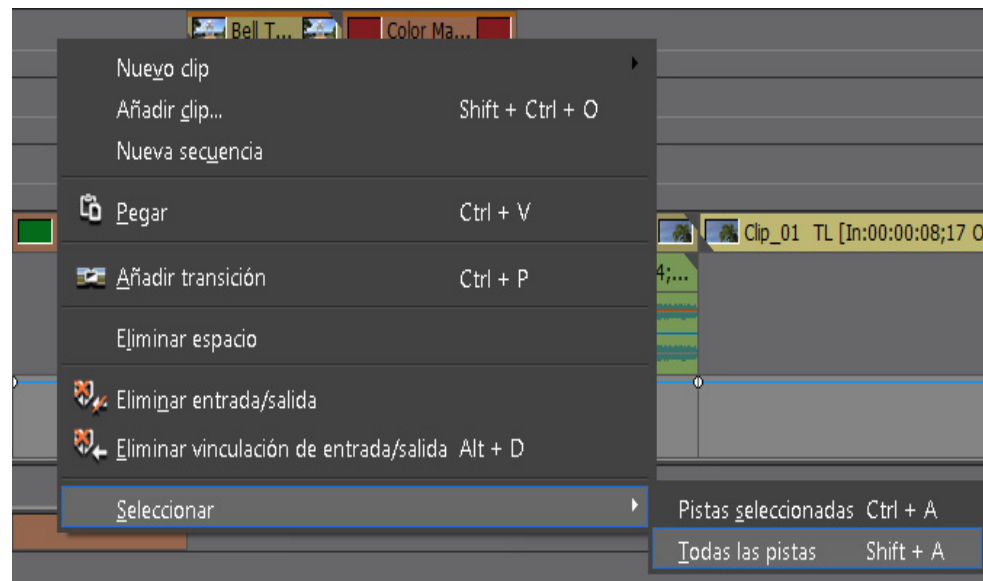 Bell T... Color Ma...
Nuevo clip
Añadir clip... Shift + Ctrl + O
Nueva secuencia
Pegar Ctrl + V
Clip_01 TL [In:00:00:08;17 O
Añadir transición Ctrl + P
4;...
Eliminar espacio
Eliminar entrada/salida
Eliminar vinculación de entrada/salida Alt + D
Seleccionar
Pistas seleccionadas Ctrl + A
Todas las pistas Shift + A